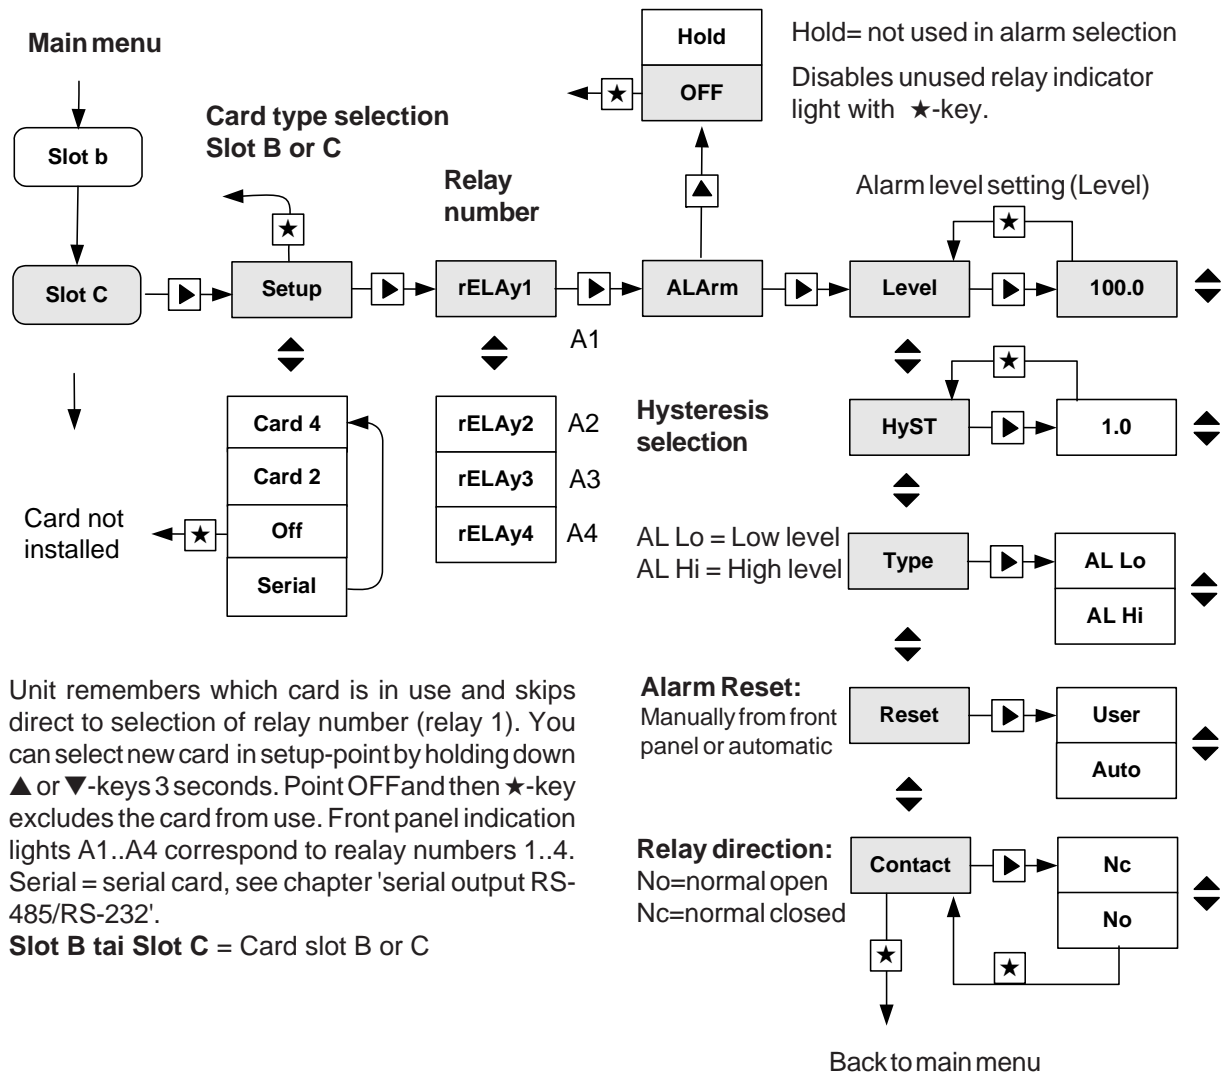 Main menu
Slot b
Slot C
Card type selection
Slot B or C
Setup
Card 4
Card 2
Off
Serial
Card not
installed
Relay
number
rELAy1
A1
rELAy2 A2
rELAy3 A3
rELAy4 A4
Hold
OFF
Hold= not used in alarm selection
Disables unused relay indicator
light with ★-key.
ALArm
Alarm level setting (Level)
Level
100.0
Hysteresis
selection
HyST
1.0
AL Lo = Low level
AL Hi = High level
Type
AL Lo
AL Hi
Alarm Reset:
Manually from front
panel or automatic
Reset
User
Auto
Relay direction:
No=normal open
Nc=normal closed
Contact
Nc
No
Back to main menu
Unit remembers which card is in use and skips
direct to selection of relay number (relay 1). You
can select new card in setup-point by holding down
▲ or ▼-keys 3 seconds. Point OFF and then ★-key
excludes the card from use. Front panel indication
lights A1..A4 correspond to realay numbers 1..4.
Serial = serial card, see chapter 'serial output RS-
485/RS-232'.
Slot B tai Slot C = Card slot B or C